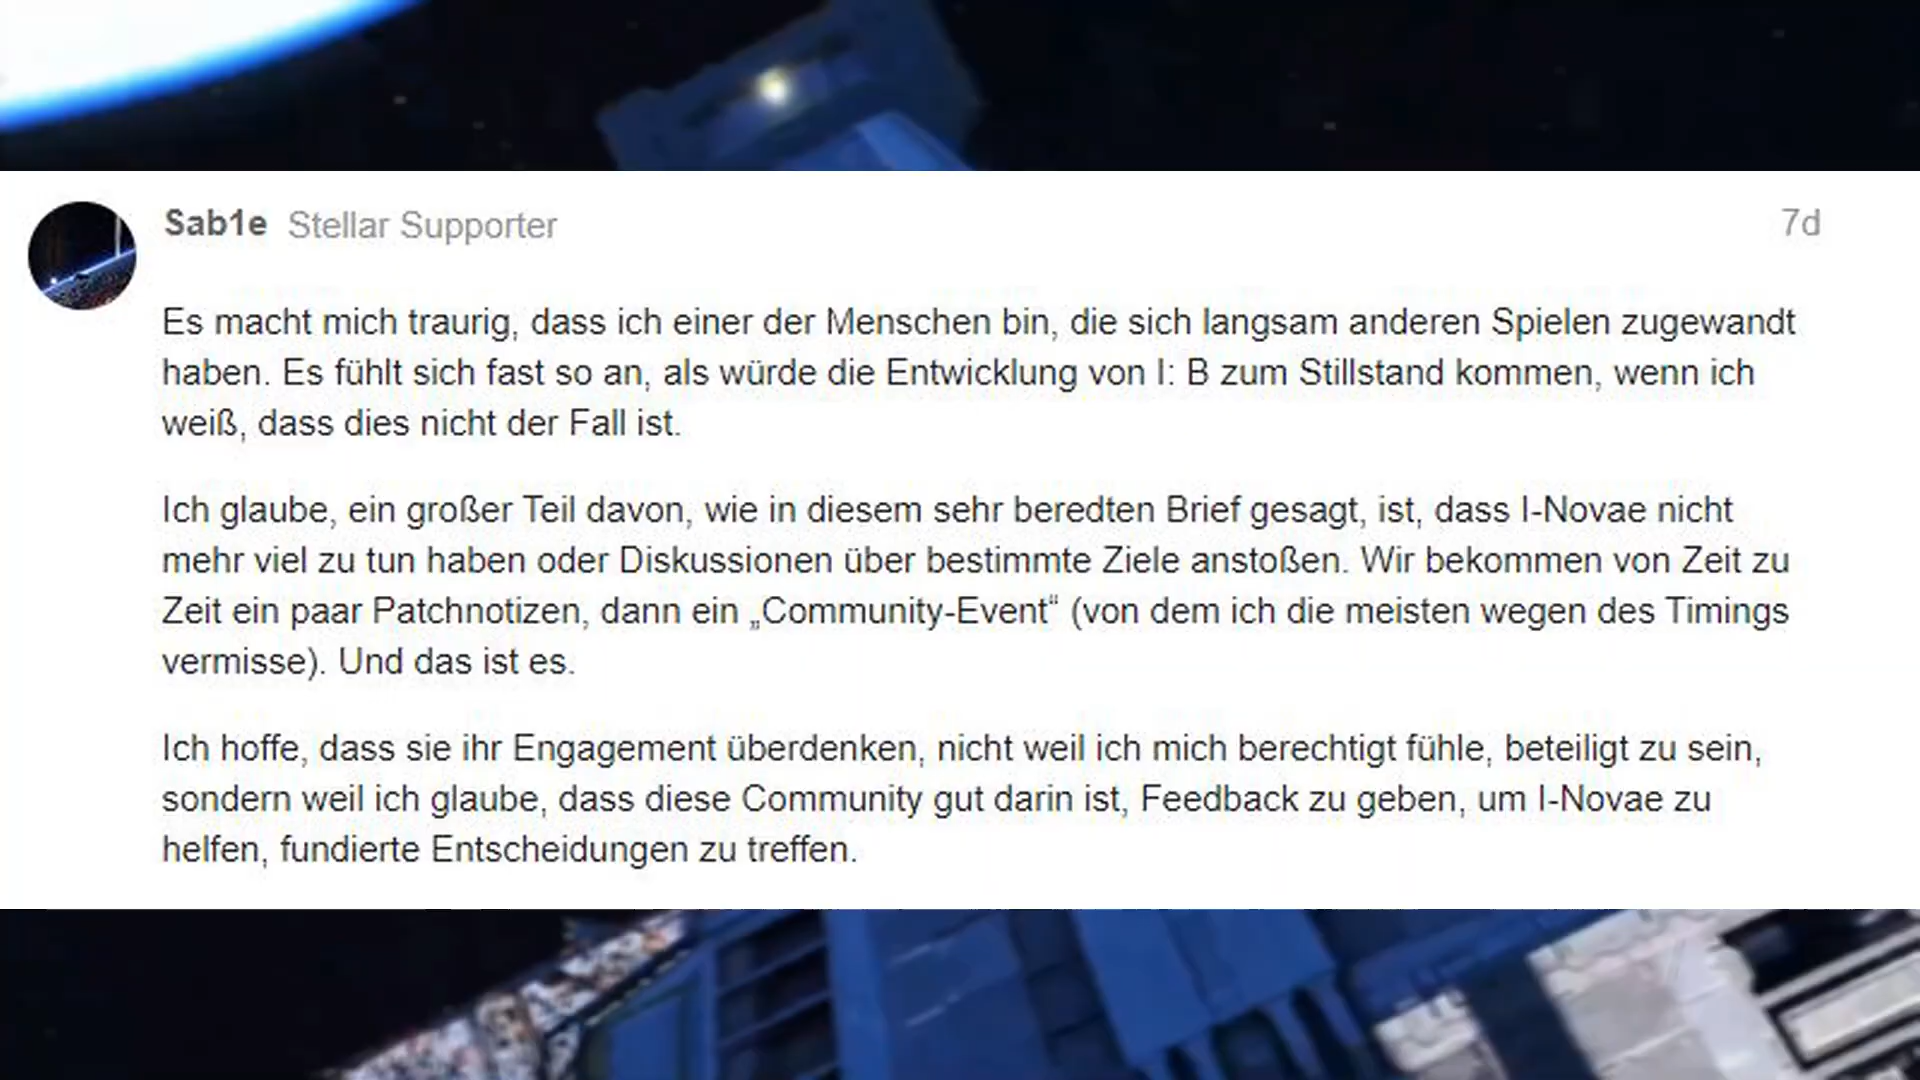 Sab1e Stellar Supporter 7d
Es macht mich traurig, dass ich einer der Menschen bin, die sich langsam anderen Spielen zugewandt
haben. Es fühlt sich fast so an, als würde die Entwicklung von I: B zum Stillstand kommen, wenn ich
weiß, dass dies nicht der Fall ist.
Ich glaube, ein großer Teil davon, wie in diesem sehr beredten Brief gesagt, ist, dass I-Novae nicht
mehr viel zu tun haben oder Diskussionen über bestimmte Ziele anstoßen. Wir bekommen von Zeit zu
Zeit ein paar Patchnotizen, dann ein „Community-Event“ (von dem ich die meisten wegen des Timings
vermisse). Und das ist es.
Ich hoffe, dass sie ihr Engagement überdenken, nicht weil ich mich berechtigt fühle, beteiligt zu sein,
sondern weil ich glaube, dass diese Community gut darin ist, Feedback zu geben, um I-Novae zu
helfen, fundierte Entscheidungen zu treffen.